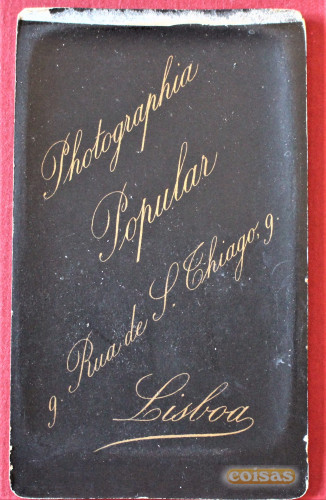 Photographia
Popular
9. Rua de S. Thiago, 9.
Lisboa
coisas